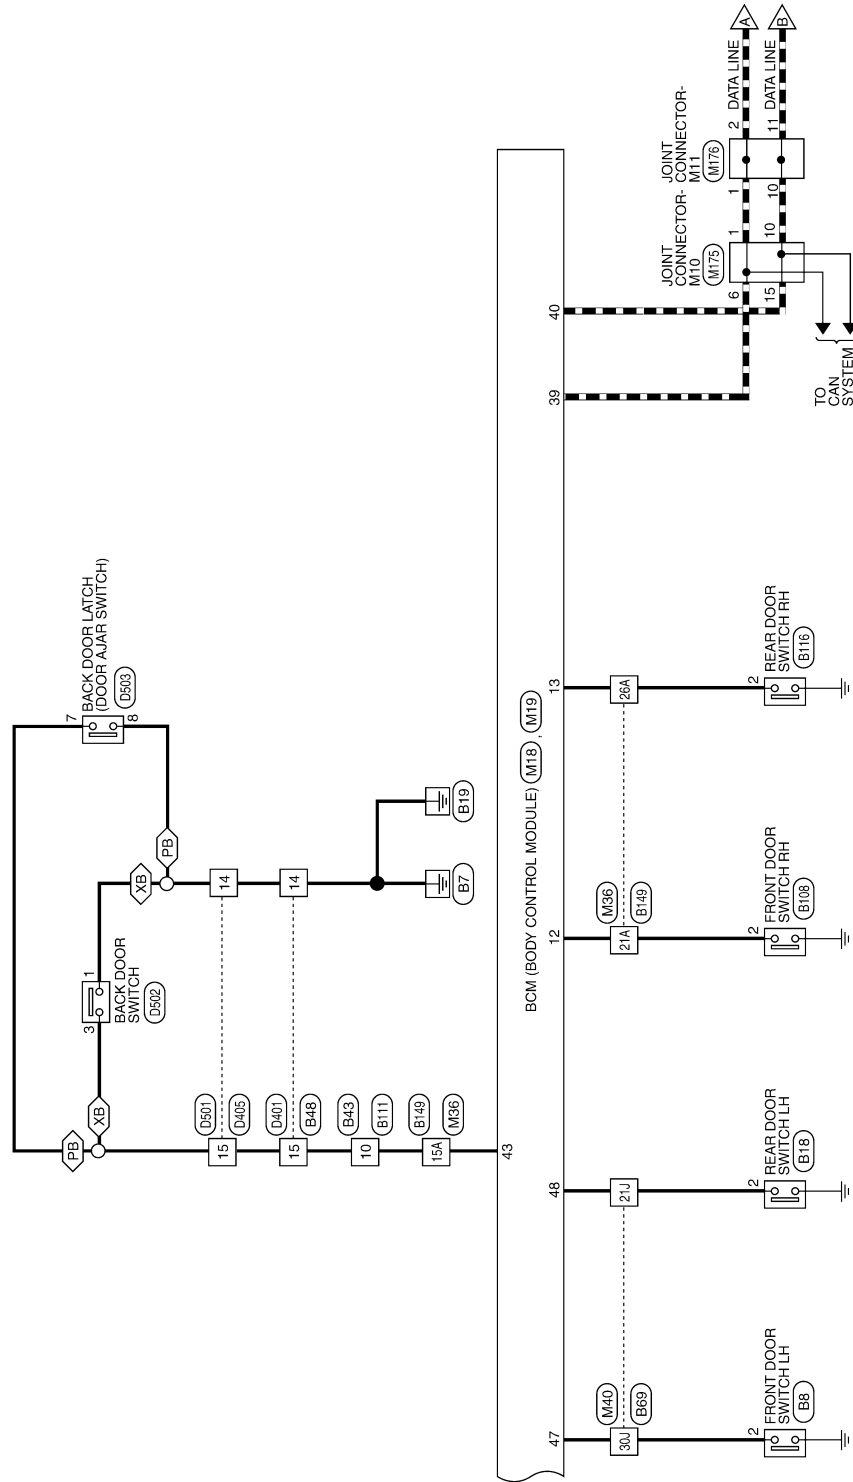 A
B
DATA LINE
DATA LINE
2
11
JOINT
CONNECTOR-
M11
M176
1
10
JOINT
CONNECTOR-
M10
M175
1
10
6
15
TO
CAN
SYSTEM
40
39
BACK DOOR LATCH
(DOOR AJAR SWITCH)
D503
7
8
PB
XB
BACK DOOR
SWITCH
D502
1
3
XB
PB
14
14
B19
B7
D501
D405
15
D401
B48
15
B43
B111
10
B149
M36
15A
43
BCM (BODY CONTROL MODULE)
M18
,
M19
13
26A
2
REAR DOOR
SWITCH RH
B116
12
M36
B149
21A
2
FRONT DOOR
SWITCH RH
B108
48
21J
2
REAR DOOR
SWITCH LH
B18
47
M40
B69
30J
2
FRONT DOOR
SWITCH LH
B8